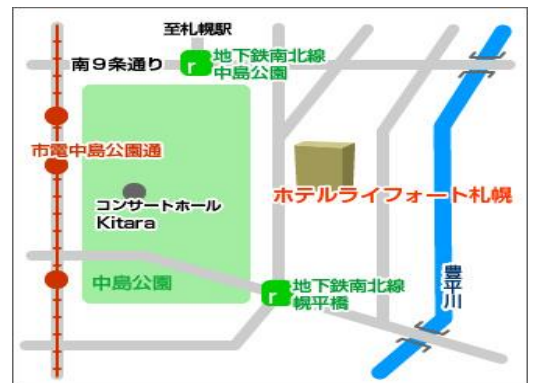 至札幌駅
南9条通り
r
地下鉄南北線
中島公園
市電中島公園通
コンサートホール
Kitara
ホテルライフォート札幌
中島公園
r
地下鉄南北線
幌平橋
豊平川